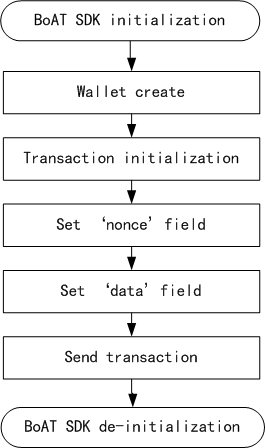 BoAT SDK initialization
Wallet create
Transaction initialization
Set ‘nonce’ field
Set ‘data’ field
Send transaction
BoAT SDK de-initialization